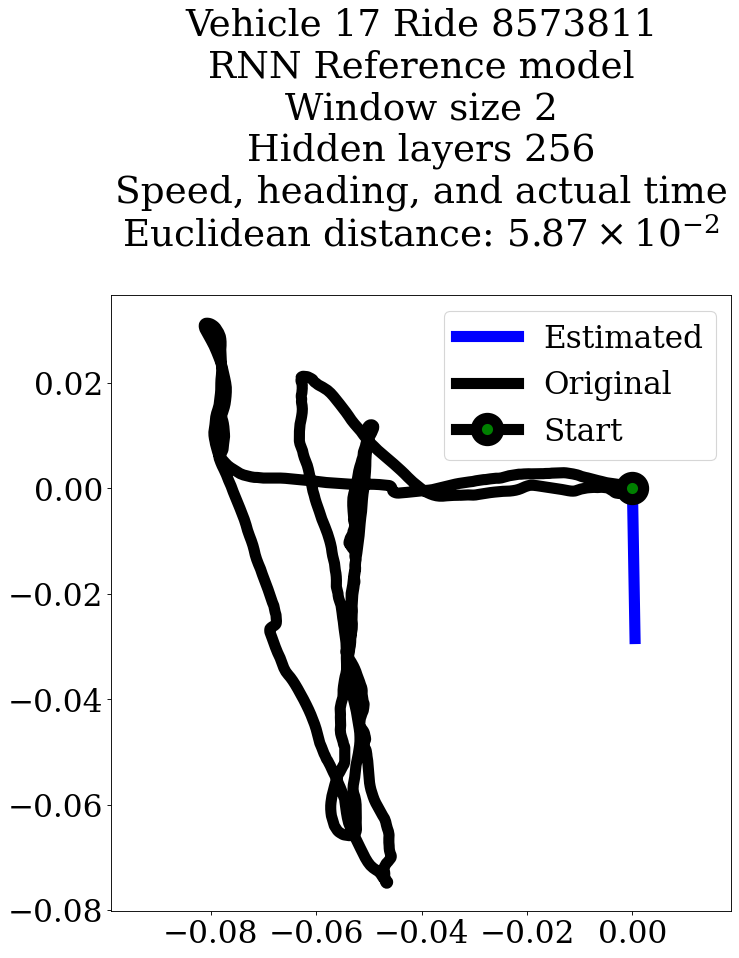 Vehicle 17 Ride 8573811
RNN Reference model
Window size 2
Hidden layers 256
Speed, heading, and actual time
Euclidean distance: 5.87 × 10⁻²
Estimated
Original
Start
0.02
0.00
−0.02
−0.04
−0.06
−0.08
−0.08 −0.06 −0.04 −0.02 0.00